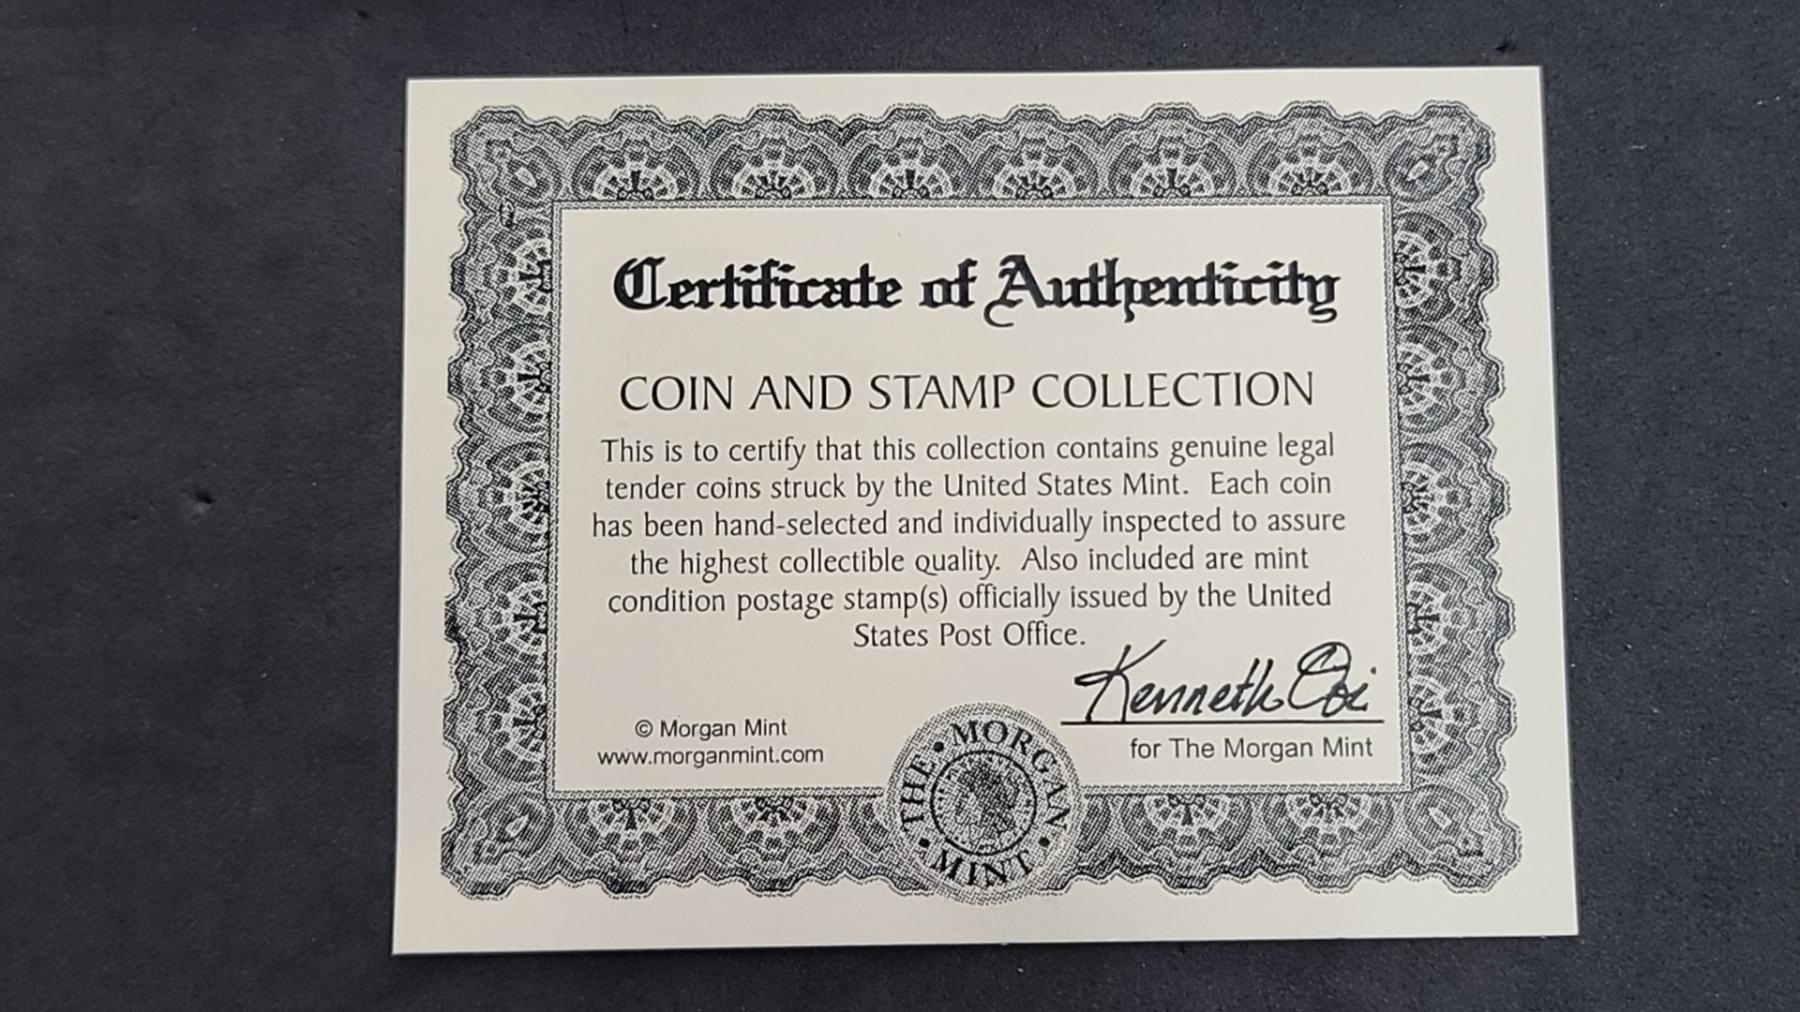 Certificate of Authenticity
COIN AND STAMP COLLECTION
This is to certify that this collection contains genuine legal
tender coins struck by the United States Mint. Each coin
has been hand-selected and individually inspected to assure
the highest collectible quality. Also included are mint
condition postage stamp(s) officially issued by the United
States Post Office.
Kenneth
© Morgan Mint
www.morganmint.com
for The Morgan Mint
THE • MORGAN • MINT •